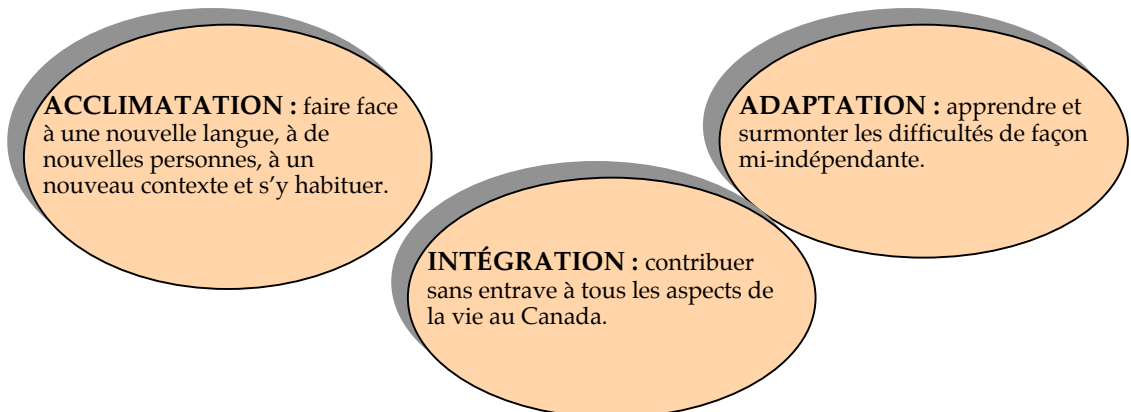 ACCLIMATATION : faire face
à une nouvelle langue, à de
nouvelles personnes, à un
nouveau contexte et s’y habituer.
ADAPTATION : apprendre et
surmonter les difficultés de façon
mi-indépendante.
INTÉGRATION : contribuer
sans entrave à tous les aspects de
la vie au Canada.